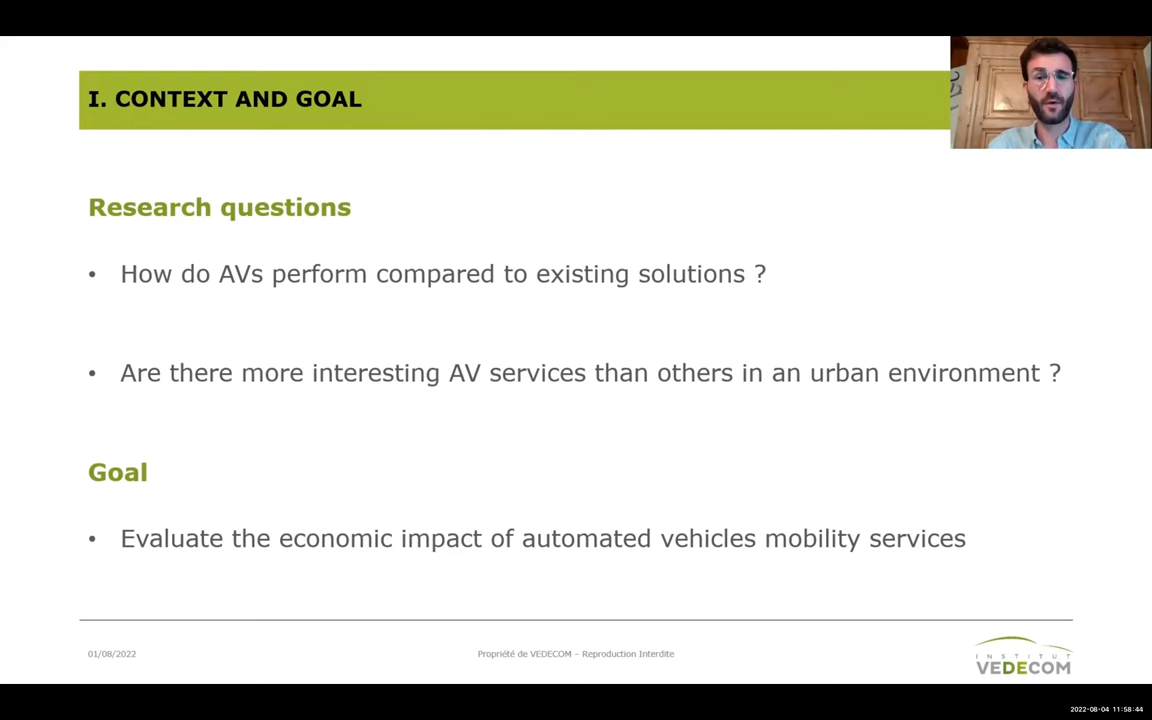 I. CONTEXT AND GOAL
Research questions
• How do AVs perform compared to existing solutions ?
• Are there more interesting AV services than others in an urban environment ?
Goal
• Evaluate the economic impact of automated vehicles mobility services
01/08/2022
Propriété de VEDECOM – Reproduction Interdite
INSTITUT
VEDECOM
2022-08-04 11:58:44